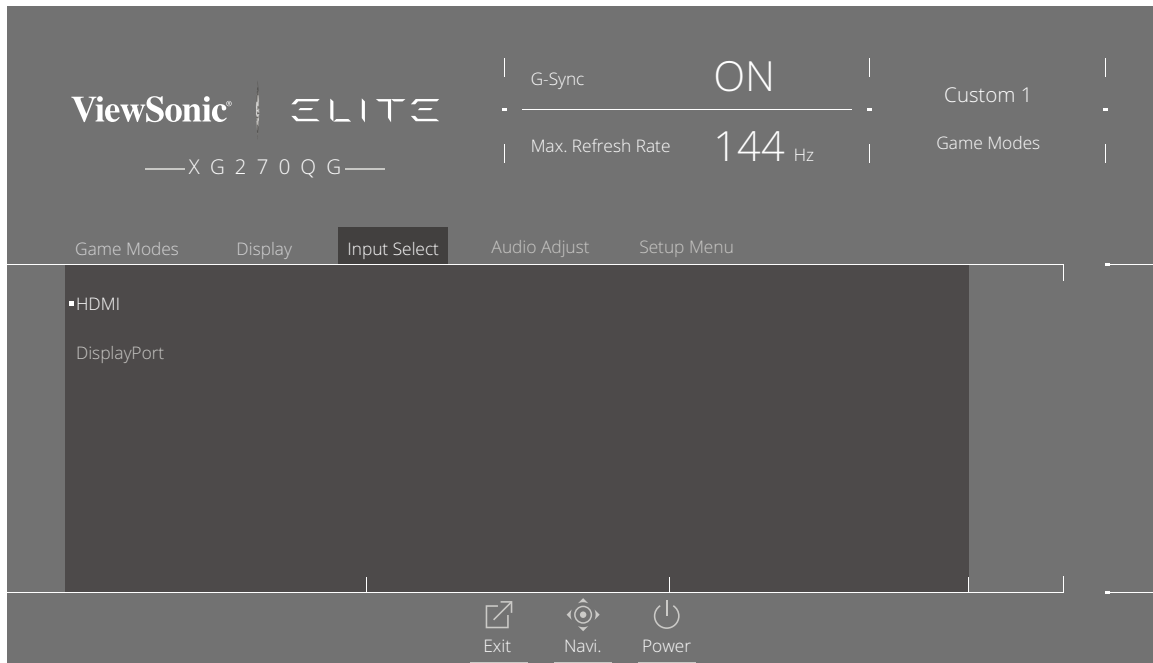 ViewSonic® ELITE
XG270QG
G-Sync ON
Max. Refresh Rate 144 Hz
Custom 1
Game Modes
Game Modes Display Input Select Audio Adjust Setup Menu
HDMI
DisplayPort
Exit Navi. Power